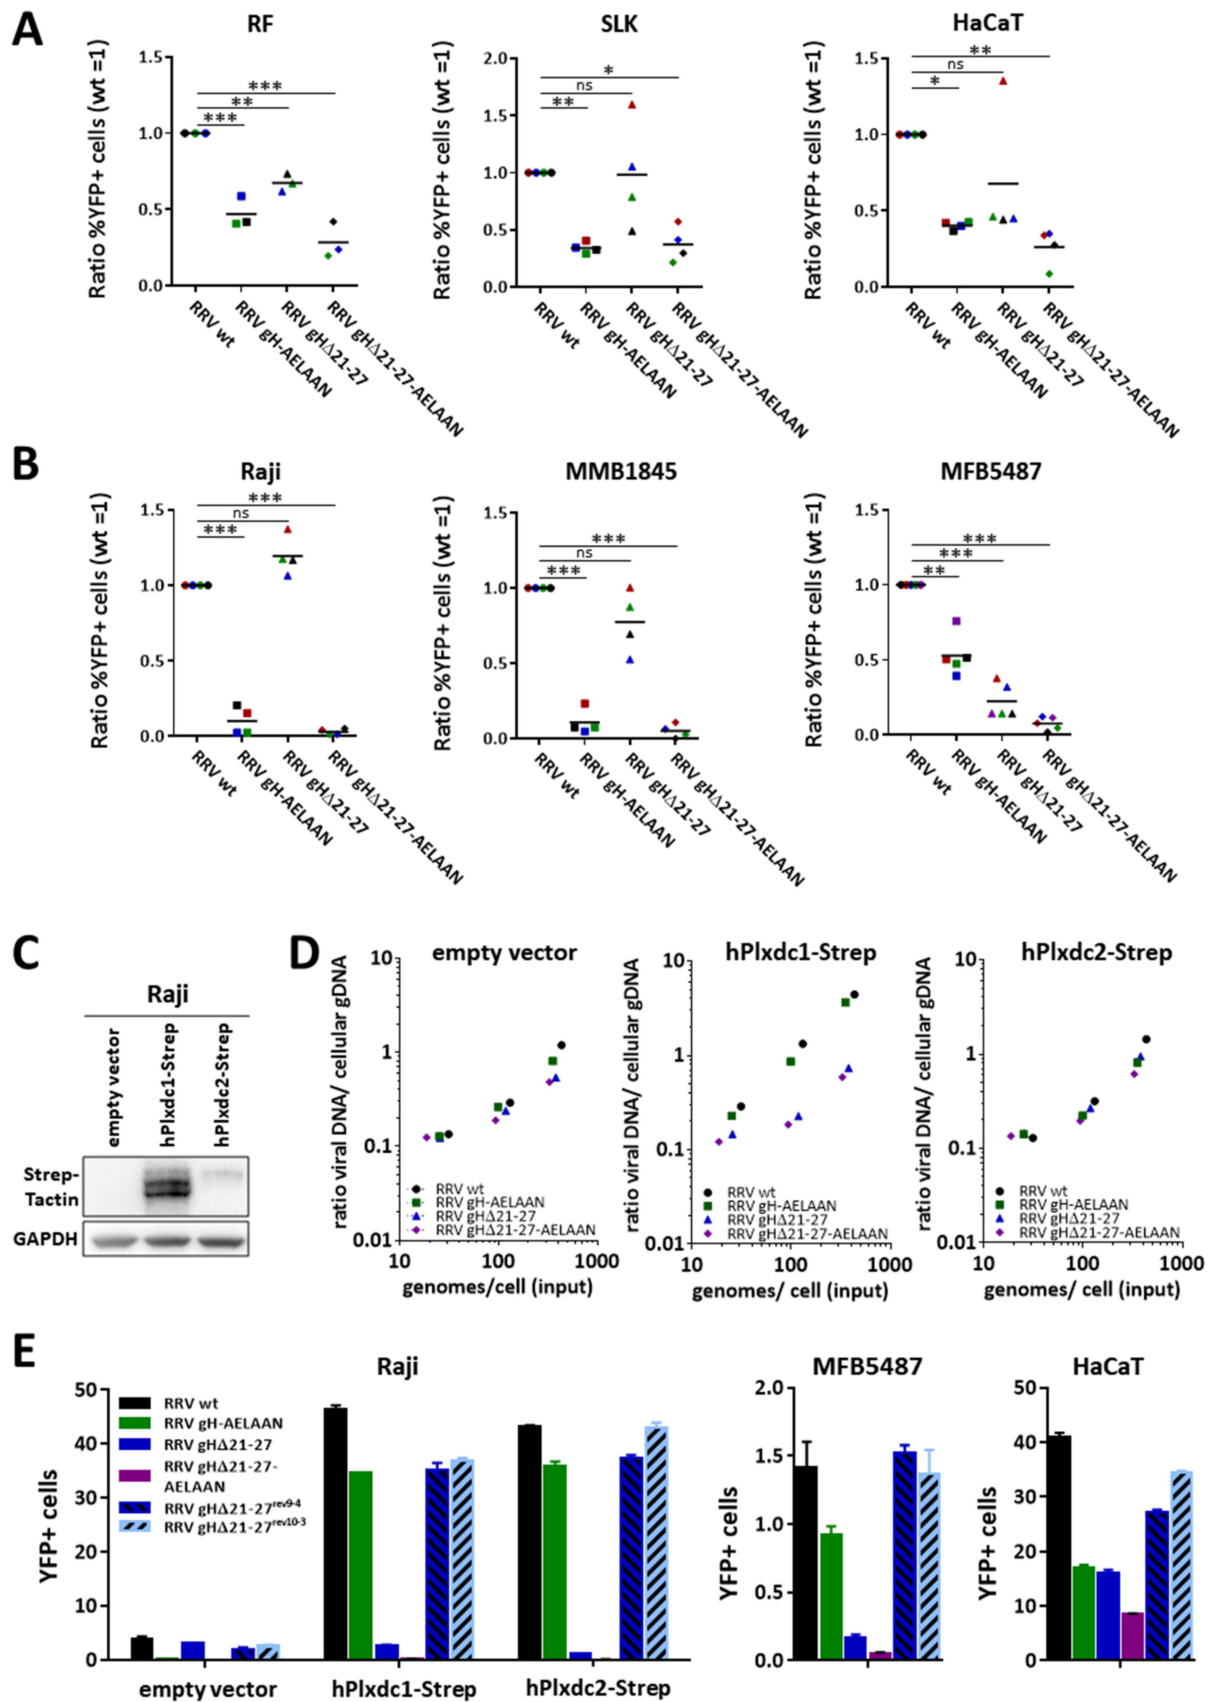 A
RF
SLK
HaCaT
Ratio %YFP+ cells (wt =1)
1.5
1.0
0.5
0.0
***
**
***
RRV wt
RRV gH-AELAAN
RRV gHΔ21-27
RRV gHΔ21-27-AELAAN
Ratio %YFP+ cells (wt =1)
2.0
1.5
1.0
0.5
0.0
*
ns
**
RRV wt
RRV gH-AELAAN
RRV gHΔ21-27
RRV gHΔ21-27-AELAAN
Ratio %YFP+ cells (wt =1)
1.5
1.0
0.5
0.0
**
ns
*
RRV wt
RRV gH-AELAAN
RRV gHΔ21-27
RRV gHΔ21-27-AELAAN
B
Raji
MMB1845
MFB5487
Ratio %YFP+ cells (wt =1)
1.5
1.0
0.5
0.0
***
ns
***
RRV wt
RRV gH-AELAAN
RRV gHΔ21-27
RRV gHΔ21-27-AELAAN
Ratio %YFP+ cells (wt =1)
1.5
1.0
0.5
0.0
***
ns
***
RRV wt
RRV gH-AELAAN
RRV gHΔ21-27
RRV gHΔ21-27-AELAAN
Ratio %YFP+ cells (wt =1)
1.5
1.0
0.5
0.0
***
***
**
RRV wt
RRV gH-AELAAN
RRV gHΔ21-27
RRV gHΔ21-27-AELAAN
C
Raji
empty vector
hPlxdc1-Strep
hPlxdc2-Strep
Strep-
Tactin
GAPDH
D
empty vector
ratio viral DNA/ cellular gDNA
10
1
0.1
0.01
RRV wt
RRV gH-AELAAN
RRV gHΔ21-27
RRV gHΔ21-27-AELAAN
10 100 1000
genomes/cell (input)
hPlxdc1-Strep
ratio viral DNA/ cellular gDNA
10
1
0.1
0.01
RRV wt
RRV gH-AELAAN
RRV gHΔ21-27
RRV gHΔ21-27-AELAAN
10 100 1000
genomes/ cell (input)
hPlxdc2-Strep
ratio viral DNA/ cellular gDNA
10
1
0.1
0.01
RRV wt
RRV gH-AELAAN
RRV gHΔ21-27
RRV gHΔ21-27-AELAAN
10 100 1000
genomes/ cell (input)
E
Raji
YFP+ cells
50
40
30
20
10
0
RRV wt
RRV gH-AELAAN
RRV gHΔ21-27
RRV gHΔ21-27-
AELAAN
RRV gHΔ21-27rev9-4
RRV gHΔ21-27rev10-3
empty vector
hPlxdc1-Strep
hPlxdc2-Strep
MFB5487
YFP+ cells
2.0
1.5
1.0
0.5
0.0
HaCaT
YFP+ cells
50
40
30
20
10
0